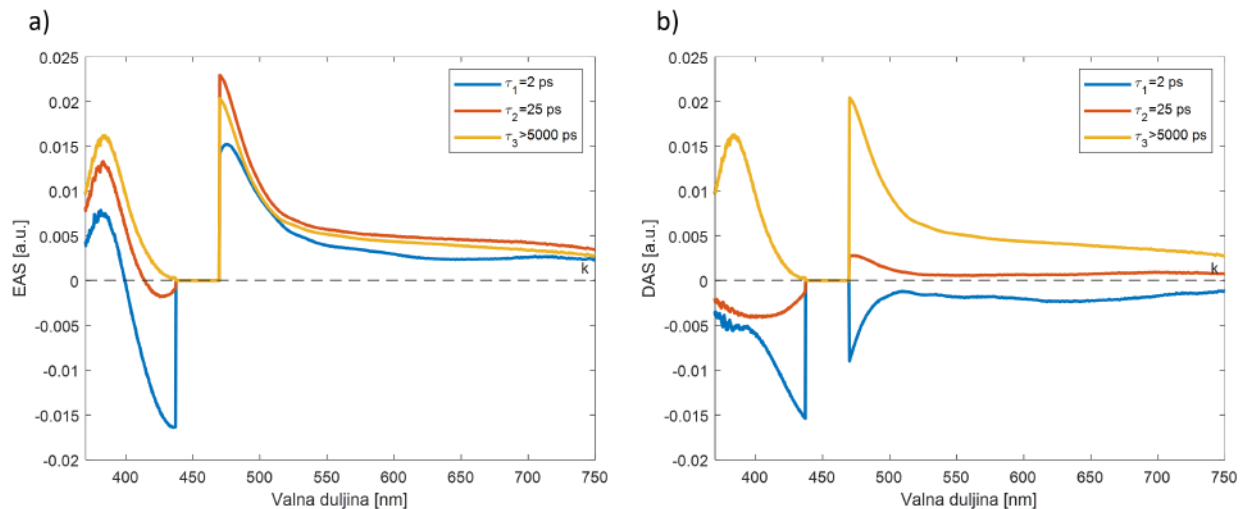 a)
0.025
0.02
0.015
0.01
0.005
0
-0.005
-0.01
-0.015
-0.02
EAS [a.u.]
τ1=2 ps
τ2=25 ps
τ3>5000 ps
k
400 450 500 550 600 650 700 750
Valna duljina [nm]
b)
0.025
0.02
0.015
0.01
0.005
0
-0.005
-0.01
-0.015
-0.02
DAS [a.u.]
τ1=2 ps
τ2=25 ps
τ3>5000 ps
k
400 450 500 550 600 650 700 750
Valna duljina [nm]